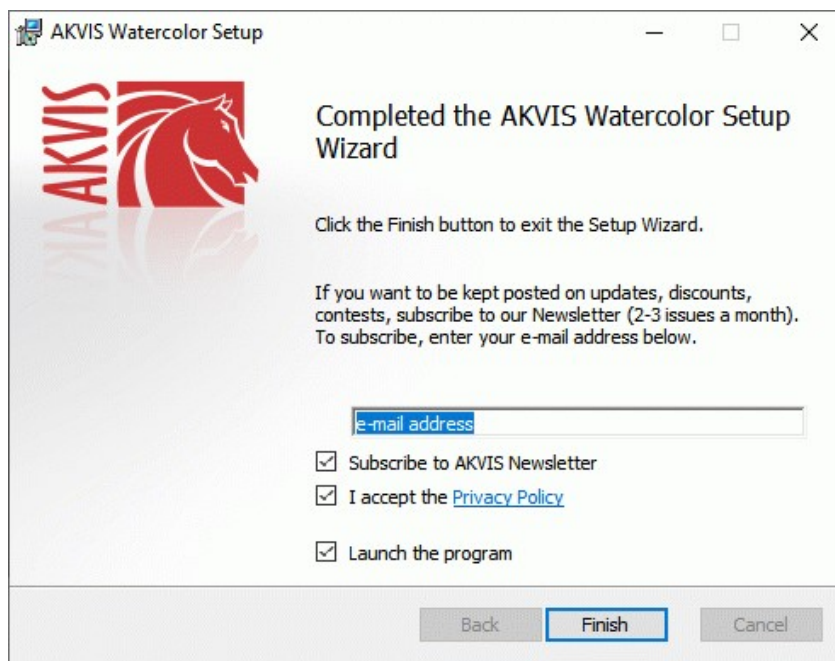 AKVIS Watercolor Setup
AKVIS
Completed the AKVIS Watercolor Setup
Wizard
Click the Finish button to exit the Setup Wizard.
If you want to be kept posted on updates, discounts,
contests, subscribe to our Newsletter (2-3 issues a month).
To subscribe, enter your e-mail address below.
e-mail address
Subscribe to AKVIS Newsletter
I accept the Privacy Policy
Launch the program
Back Finish Cancel